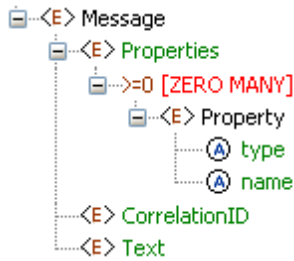 <E> Message
<E> Properties
>=0 [ZERO MANY]
<E> Property
A type
A name
<E> CorrelationID
<E> Text